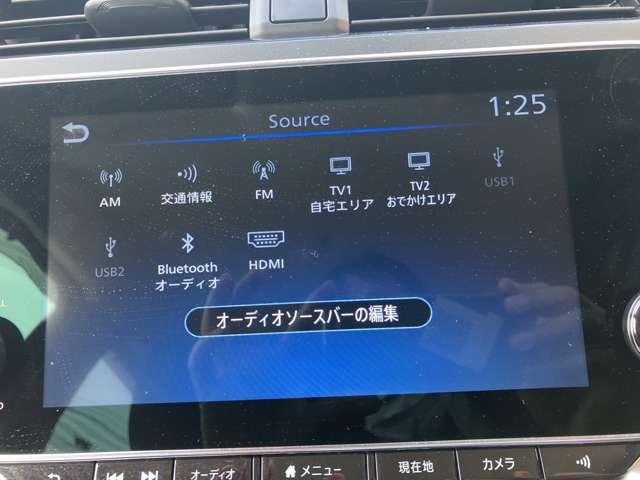 Source
1:25
AM
交通情報
FM
TV1
自宅エリア
TV2
おでかけエリア
USB1
USB2
Bluetooth
オーディオ
HDMI
オーディオソースバーの編集
オーディオ
メニュー
現在地
カメラ